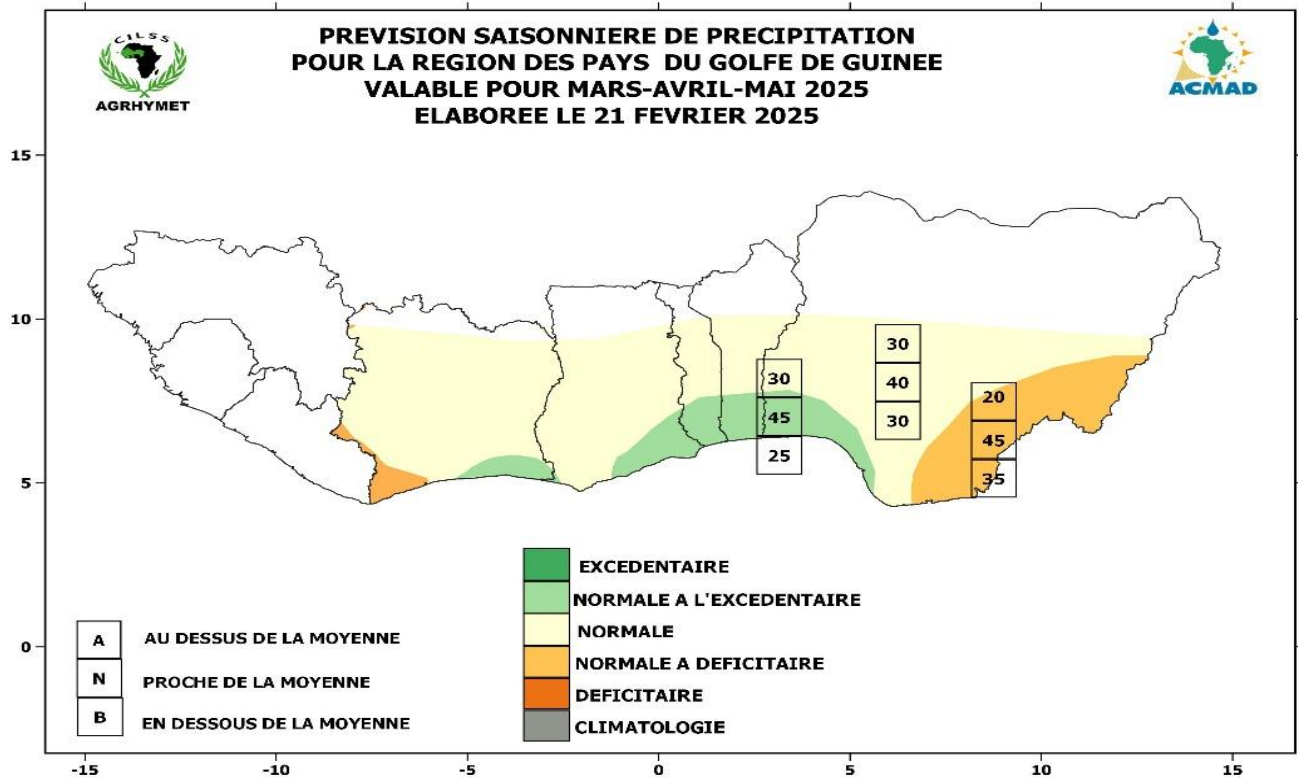 CILSS
AGRHYMET
PREVISION SAISONNIERE DE PRECIPITATION
POUR LA REGION DES PAYS DU GOLFE DE GUINEE
VALABLE POUR MARS-AVRIL-MAI 2025
ELABOREE LE 21 FEVRIER 2025
ACMAD
15
10
5
0
30
45
25
30
40
30
20
45
35
EXCEDENTAIRE
NORMALE A L'EXCEDENTAIRE
NORMALE
NORMALE A DEFICITAIRE
DEFICITAIRE
CLIMATOLOGIE
A AU DESSUS DE LA MOYENNE
N PROCHE DE LA MOYENNE
B EN DESSOUS DE LA MOYENNE
-15 -10 -5 0 5 10 15